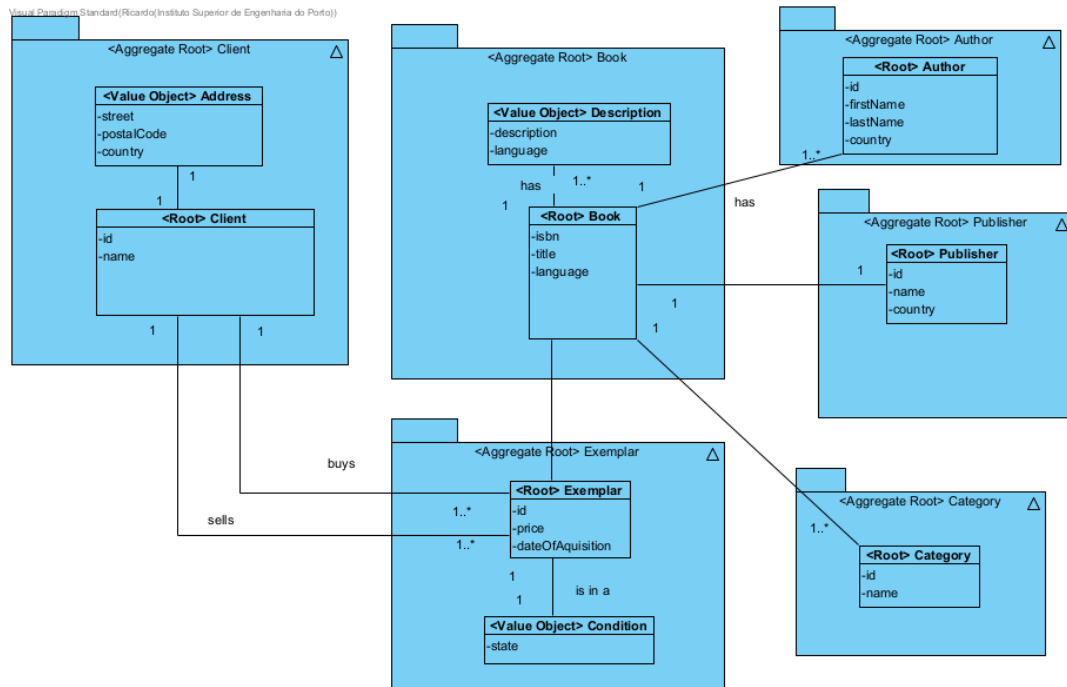 Visual Paradigm Standard(Ricardo(Instituto Superior de Engenharia do Porto))
<Aggregate Root> Client
<Value Object> Address
-street
-postalCode
-country
1
1
<Root> Client
-id
-name
1
1
buys
sells
<Aggregate Root> Book
<Value Object> Description
-description
-language
has
1..*
1
1
<Root> Book
-isbn
-title
-language
1
1
<Aggregate Root> Author
<Root> Author
-id
-firstName
-lastName
-country
1..*
has
<Aggregate Root> Publisher
<Root> Publisher
-id
-name
-country
1
<Aggregate Root> Exemplar
<Root> Exemplar
-id
-price
-dateOfAquisition
1..*
1..*
1
1
is in a
<Value Object> Condition
-state
<Aggregate Root> Category
1..*
<Root> Category
-id
-name